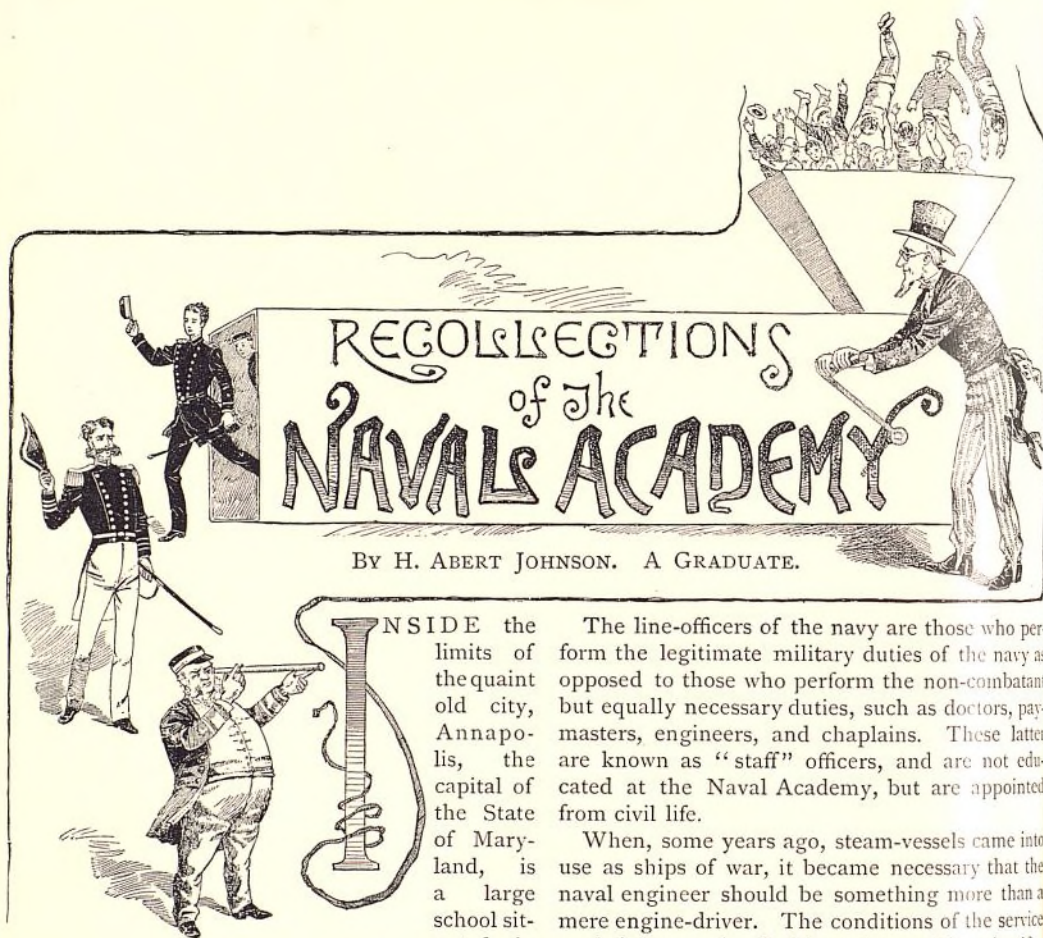 RECOLLECTIONS
of The
NAVAL ACADEMY
BY H. ABERT JOHNSON. A GRADUATE.
INSIDE the
limits of
the quaint
old city,
Annapo-
lis, the
capital of
the State
of Mary-
land, is
a large
school sit-
The line-officers of the navy are those who per-
form the legitimate military duties of the navy as
opposed to those who perform the non-combatant
but equally necessary duties, such as doctors, pay-
masters, engineers, and chaplains. These latter
are known as "staff" officers, and are not edu-
cated at the Naval Academy, but are appointed
from civil life.
When, some years ago, steam-vessels came into
use as ships of war, it became necessary that the
naval engineer should be something more than a
mere engine-driver. The conditions of the service